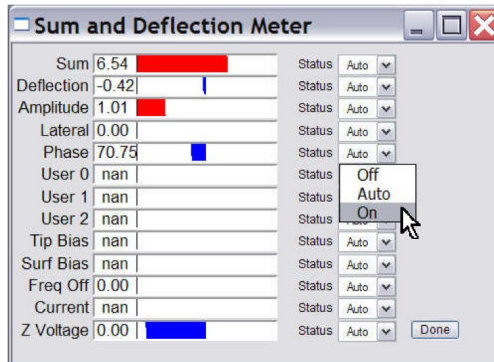 Sum and Deflection Meter
Sum 6.54 Status Auto
Deflection -0.42 Status Auto
Amplitude 1.01 Status Auto
Lateral 0.00 Status Auto
Phase 70.75 Status Auto
User 0 nan Status Off
User 1 nan Status Auto
User 2 nan Status On
Tip Bias nan Status Auto
Surf Bias nan Status Auto
Freq Off 0.00 Status Auto
Current nan Status Auto
Z Voltage 0.00 Status Auto Done